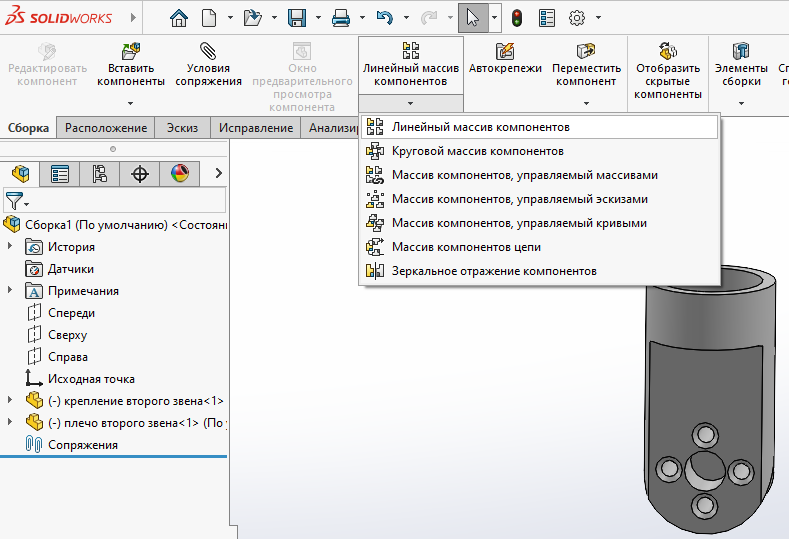 SOLIDWORKS
Редактировать компонент
Вставить компоненты
Условия сопряжения
Окно предварительного просмотра компонента
Линейный массив компонентов
Автокрепежи
Переместить компонент
Отобразить скрытые компоненты
Элементы сборки
Сборка
Расположение
Эскиз
Исправление
Анализи
Линейный массив компонентов
Круговой массив компонентов
Массив компонентов, управляемый массивами
Массив компонентов, управляемый эскизами
Массив компонентов, управляемый кривыми
Массив компонентов цепи
Зеркальное отражение компонентов
Сборка1 (По умолчанию) <Состояни
История
Датчики
Примечания
Спереди
Сверху
Справа
Исходная точка
(-) крепление второго звена<1>
(-) плечо второго звена<1> (По у
Сопряжения